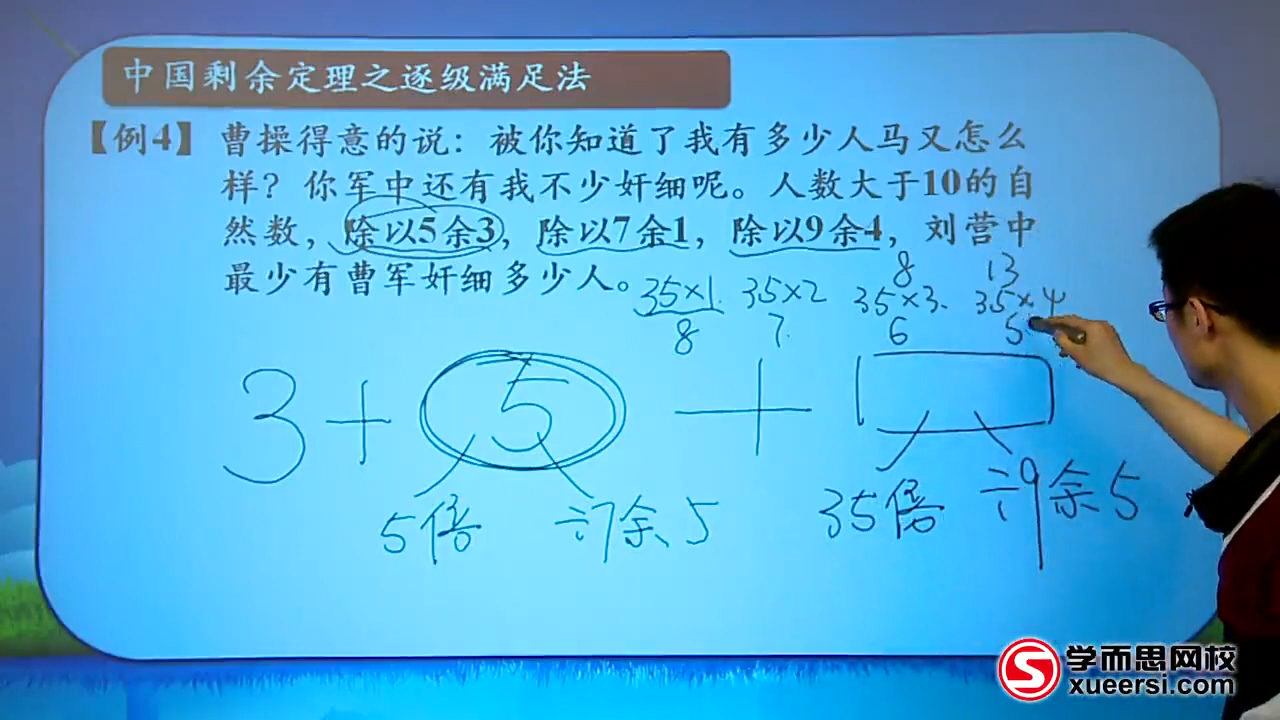 中国剩余定理之逐级满足法
【例4】曹操得意的说：被你知道了我有多少人马又怎么
样？你军中还有我不少奸细呢。人数大于10的自
然数，除以5余3，除以7余1，除以9余4，刘营中
最少有曹军奸细多少人。
8 13
35×1 35×2 35×3 35×4
8 7 6 5
3+5+
5倍 ÷7余5 35倍 ÷9余5
学而思网校
xueersi.com